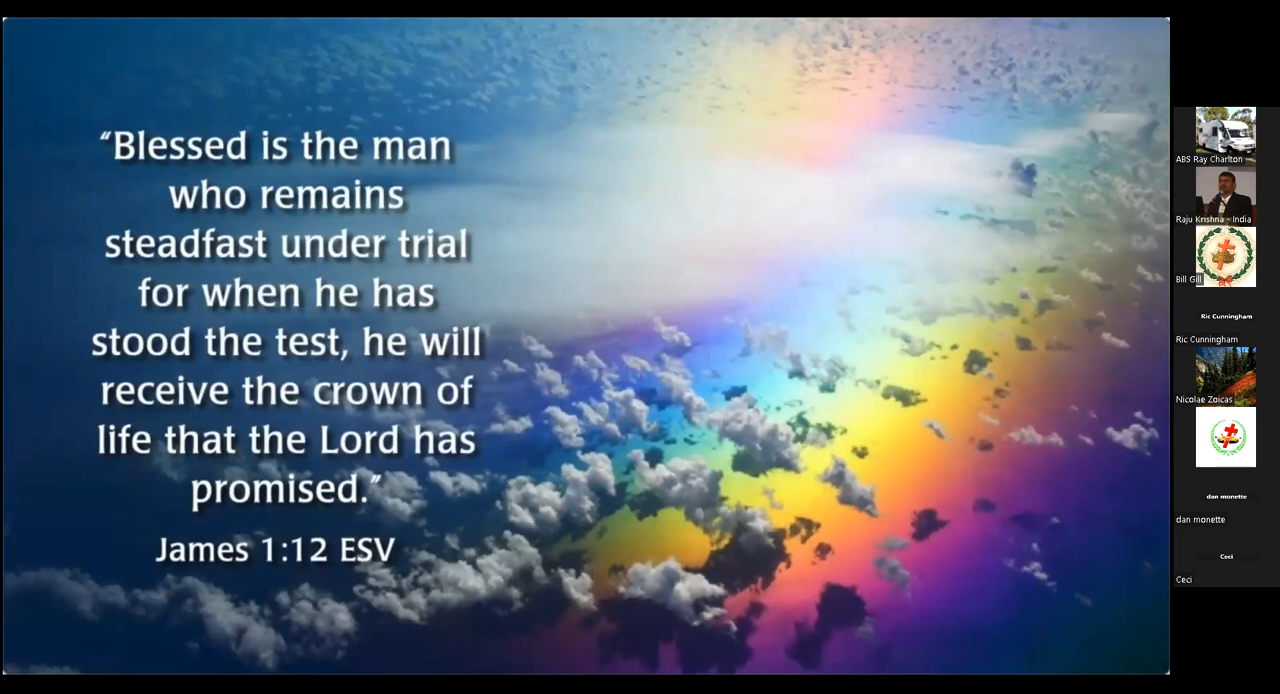 “Blessed is the man
who remains
steadfast under trial
for when he has
stood the test, he will
receive the crown of
life that the Lord has
promised.”
James 1:12 ESV
ABS Ray Charlton
Raju Krishna - India
Bill Gill
Ric Cunningham
Ric Cunningham
Nicolae Zoicas
dan monette
dan monette
Ceci
Ceci